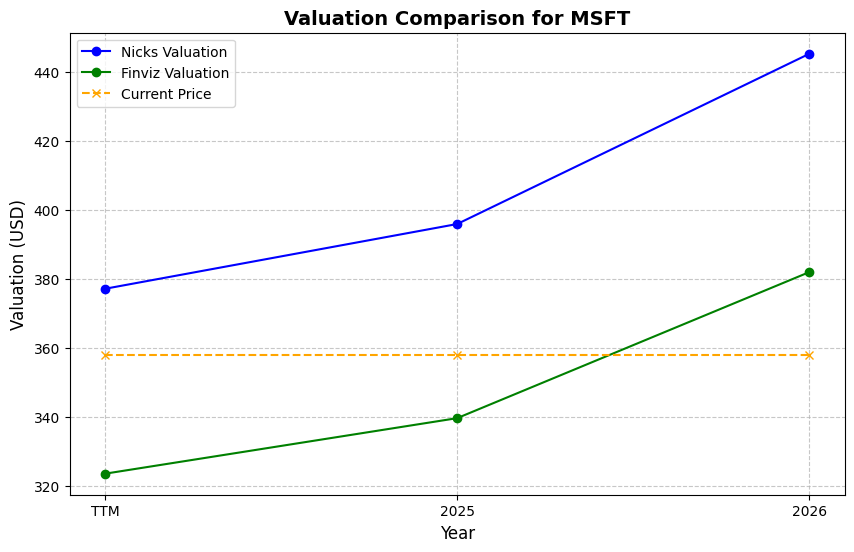 Valuation Comparison for MSFT
Nicks Valuation
Finviz Valuation
Current Price
Valuation (USD)
440
420
400
380
360
340
320
TTM
2025
2026
Year